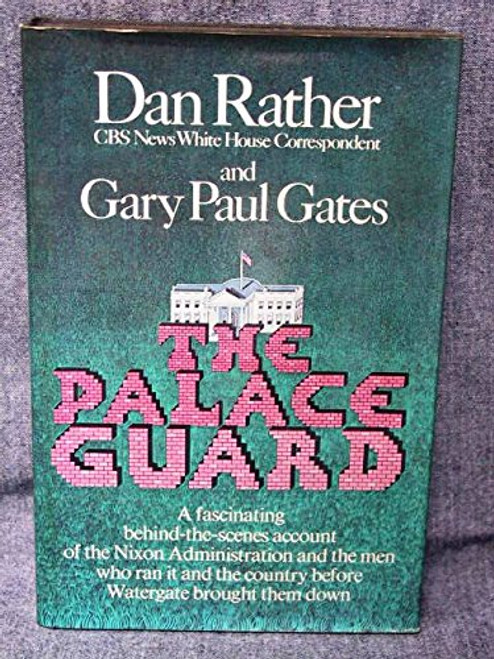 Dan Rather
CBS News White House Correspondent
and
Gary Paul Gates
THE
PALACE
GUARD
A fascinating
behind-the-scenes account
of the Nixon Administration and the men
who ran it and the country before
Watergate brought them down